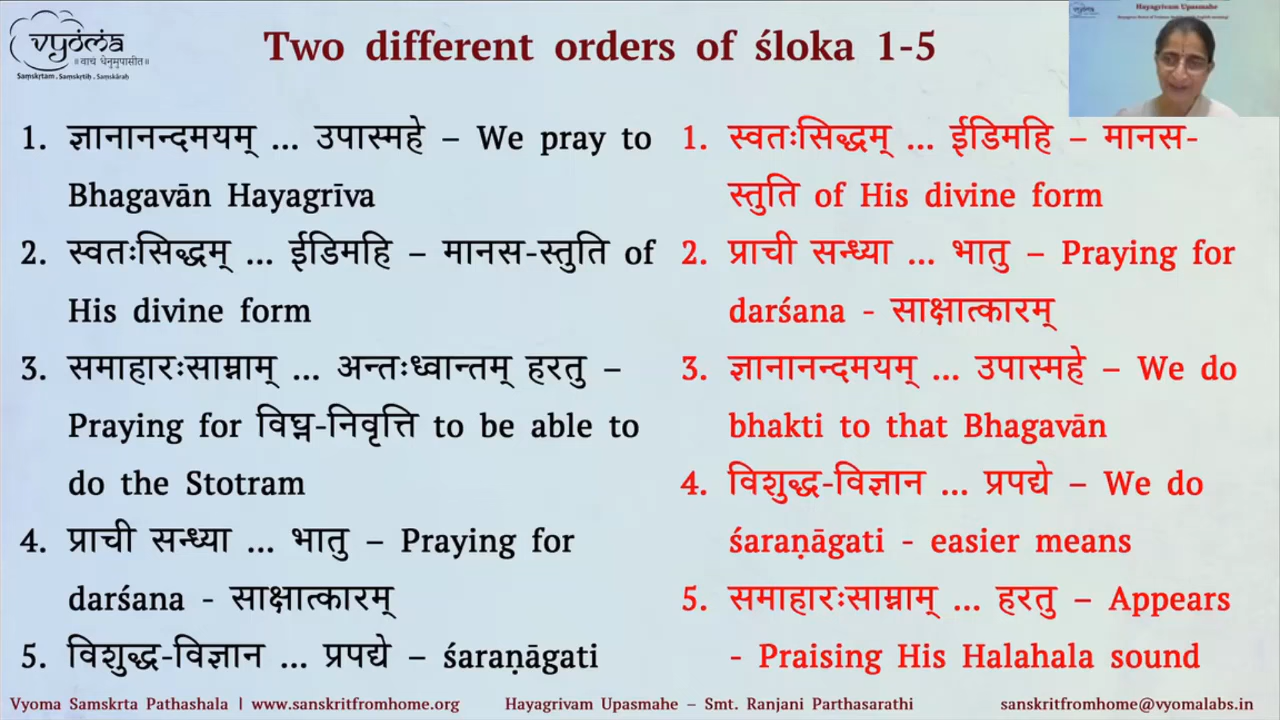 vyoma
॥ वाचं धेनुमुपासीत॥
Saṃskṛtam . Saṃskṛtiḥ . Saṃskārāḥ
Two different orders of śloka 1-5
Hayagrivam Upasmahe
1. ज्ञानानन्दमयम् ... उपास्महे – We pray to
Bhagavān Hayagrīva
2. स्वतःसिद्धम् ... ईडिमहि – मानस-स्तुति of
His divine form
3. समाहारःसाम्नाम् ... अन्तःध्वान्तम् हरतु –
Praying for विघ्न-निवृत्ति to be able to
do the Stotram
4. प्राची सन्ध्या ... भातु – Praying for
darśana - साक्षात्कारम्
5. विशुद्ध-विज्ञान ... प्रपद्ये – śaraṇāgati
1. स्वतःसिद्धम् ... ईडिमहि – मानस-
स्तुति of His divine form
2. प्राची सन्ध्या ... भातु – Praying for
darśana - साक्षात्कारम्
3. ज्ञानानन्दमयम् ... उपास्महे – We do
bhakti to that Bhagavān
4. विशुद्ध-विज्ञान ... प्रपद्ये – We do
śaraṇāgati - easier means
5. समाहारःसाम्नाम् ... हरतु – Appears
- Praising His Halahala sound
Vyoma Samskrta Pathashala | www.sanskritfromhome.org
Hayagrivam Upasmahe – Smt. Ranjani Parthasarathi
sanskritfromhome@vyomalabs.in